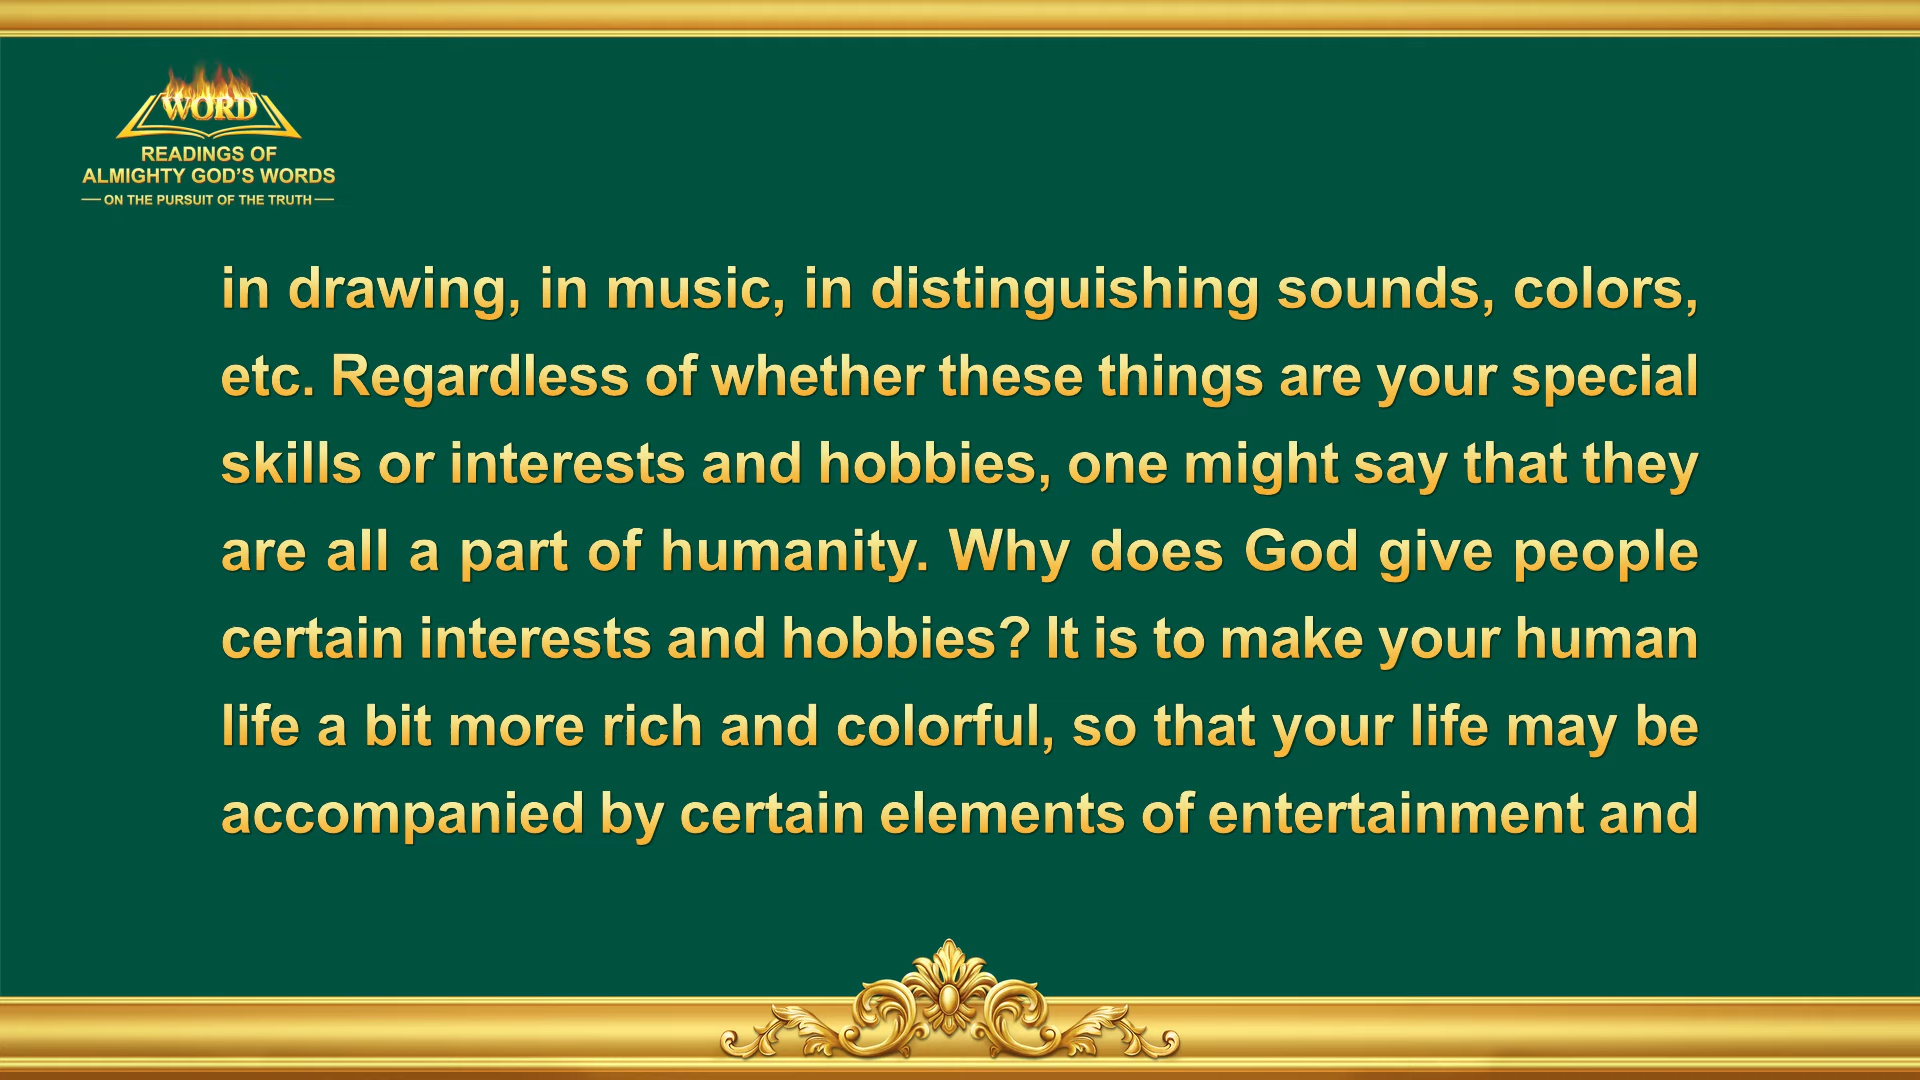 WORD
READINGS OF
ALMIGHTY GOD'S WORDS
ON THE PURSUIT OF THE TRUTH
in drawing, in music, in distinguishing sounds, colors,
etc. Regardless of whether these things are your special
skills or interests and hobbies, one might say that they
are all a part of humanity. Why does God give people
certain interests and hobbies? It is to make your human
life a bit more rich and colorful, so that your life may be
accompanied by certain elements of entertainment and